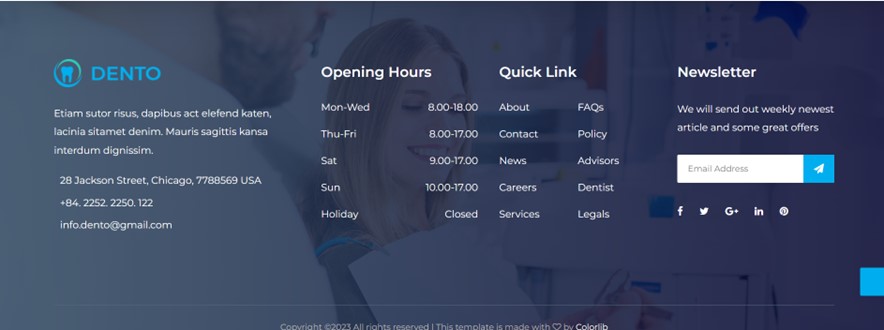 DENTO
Etiam sutor risus, dapibus act elefend katen,
lacinia sitamet denim. Mauris sagittis kansa
interdum dignissim.
28 Jackson Street, Chicago, 7788569 USA
+84. 2252. 2250. 122
info.dento@gmail.com
Opening Hours
Mon-Wed 8.00-18.00
Thu-Fri 8.00-17.00
Sat 9.00-17.00
Sun 10.00-17.00
Holiday Closed
Quick Link
About FAQs
Contact Policy
News Advisors
Careers Dentist
Services Legals
Newsletter
We will send out weekly newest
article and some great offers
Email Address
Copyright ©2023 All rights reserved | This template is made with ♡ by Colorlib